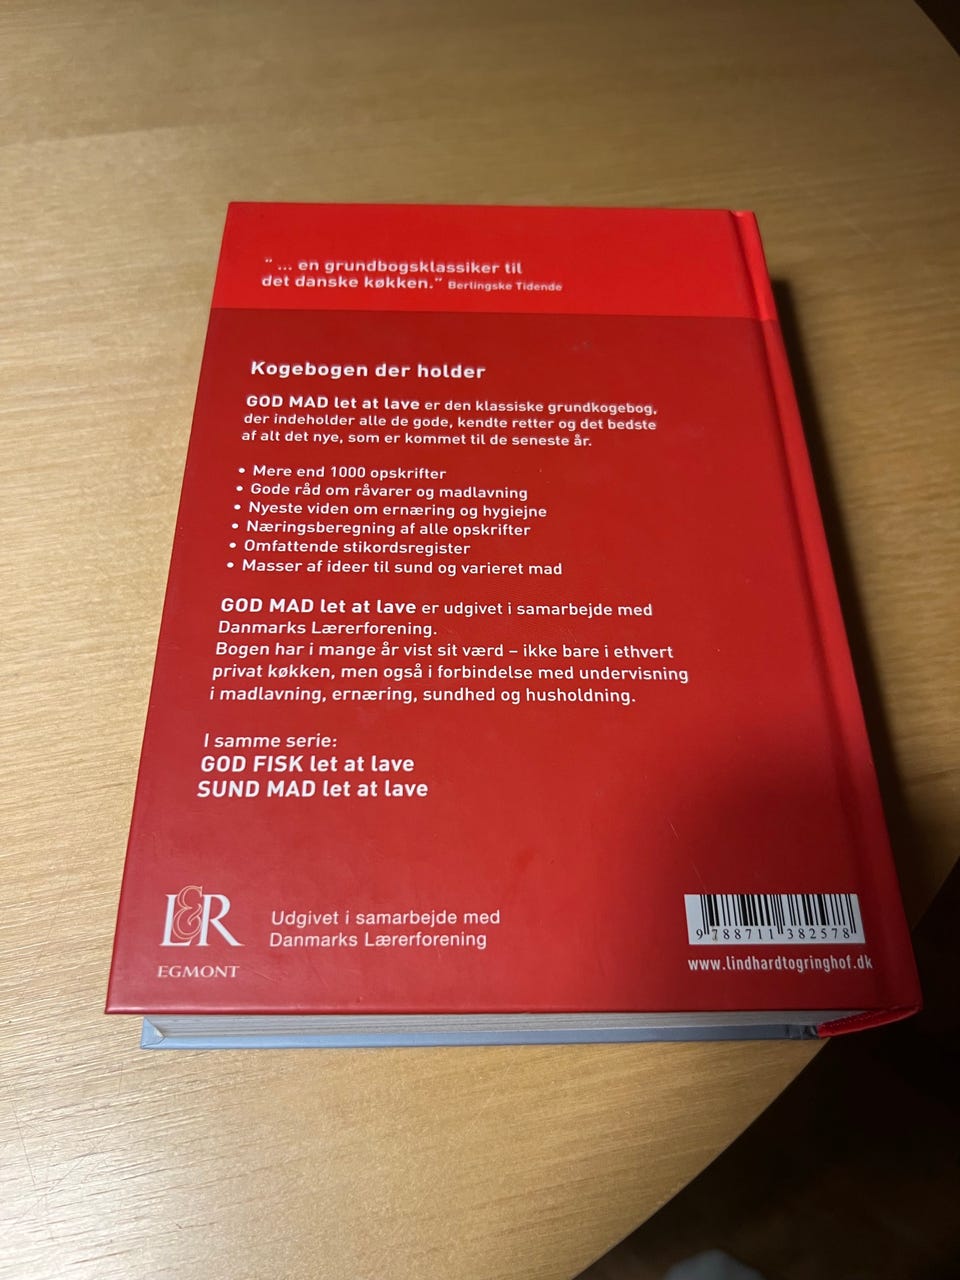 " ... en grundbogsklassiker til
det danske køkken." Berlingske Tidende
Kogebogen der holder
GOD MAD let at lave er den klassiske grundkogebog,
der indeholder alle de gode, kendte retter og det bedste
af alt det nye, som er kommet til de seneste år.
• Mere end 1000 opskrifter
• Gode råd om råvarer og madlavning
• Nyeste viden om ernæring og hygiejne
• Næringsberegning af alle opskrifter
• Omfattende stikordsregister
• Masser af ideer til sund og varieret mad
GOD MAD let at lave er udgivet i samarbejde med
Danmarks Lærerforening.
Bogen har i mange år vist sit værd – ikke bare i ethvert
privat køkken, men også i forbindelse med undervisning
i madlavning, ernæring, sundhed og husholdning.
I samme serie:
GOD FISK let at lave
SUND MAD let at lave
L&R
EGMONT
Udgivet i samarbejde med
Danmarks Lærerforening
9 788711 382578
www.lindhardtogringhof.dk